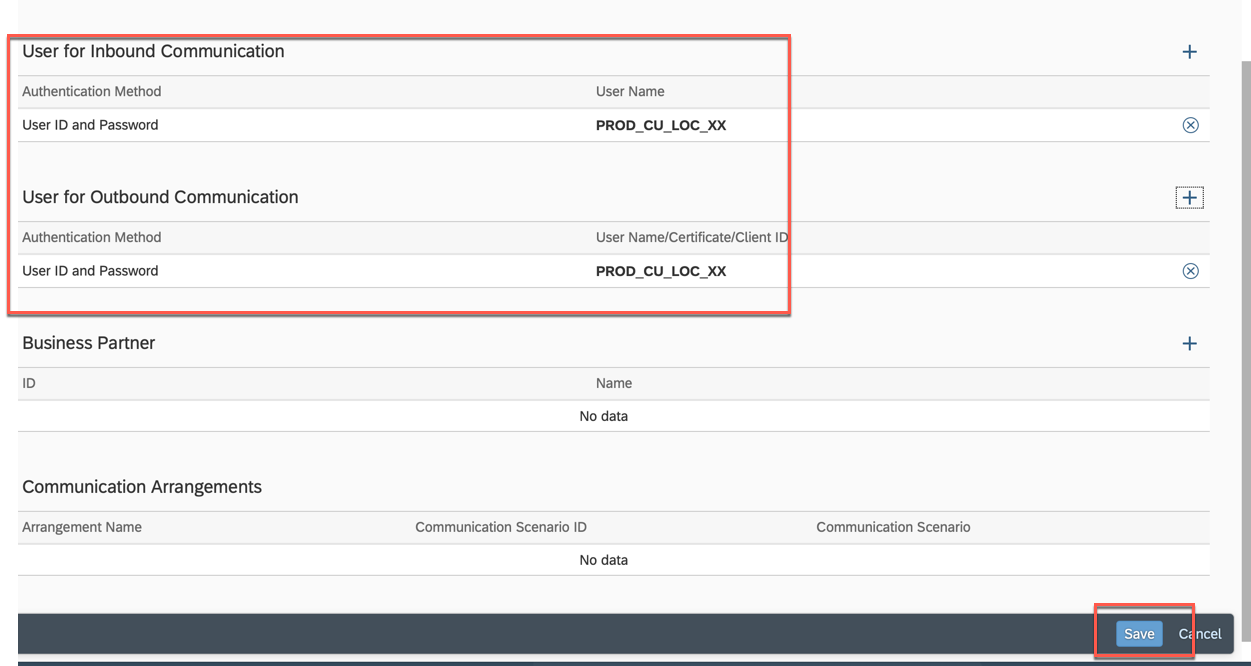 User for Inbound Communication
Authentication Method User Name
User ID and Password PROD_CU_LOC_XX
User for Outbound Communication
Authentication Method User Name/Certificate/Client ID
User ID and Password PROD_CU_LOC_XX
Business Partner
ID Name
No data
Communication Arrangements
Arrangement Name Communication Scenario ID Communication Scenario
No data
Save Cancel